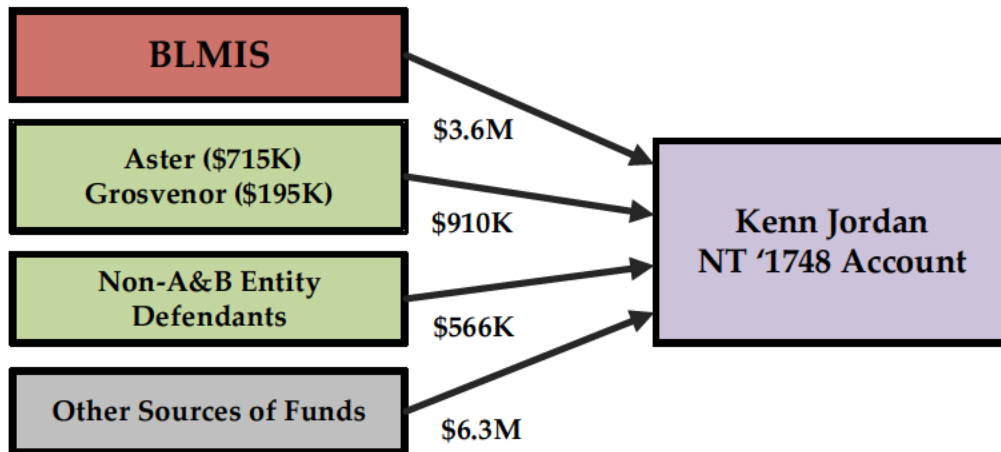 BLMIS
$3.6M
Aster ($715K)
Grosvenor ($195K)
$910K
Kenn Jordan
NT ‘1748 Account
Non-A&B Entity
Defendants
$566K
Other Sources of Funds
$6.3M